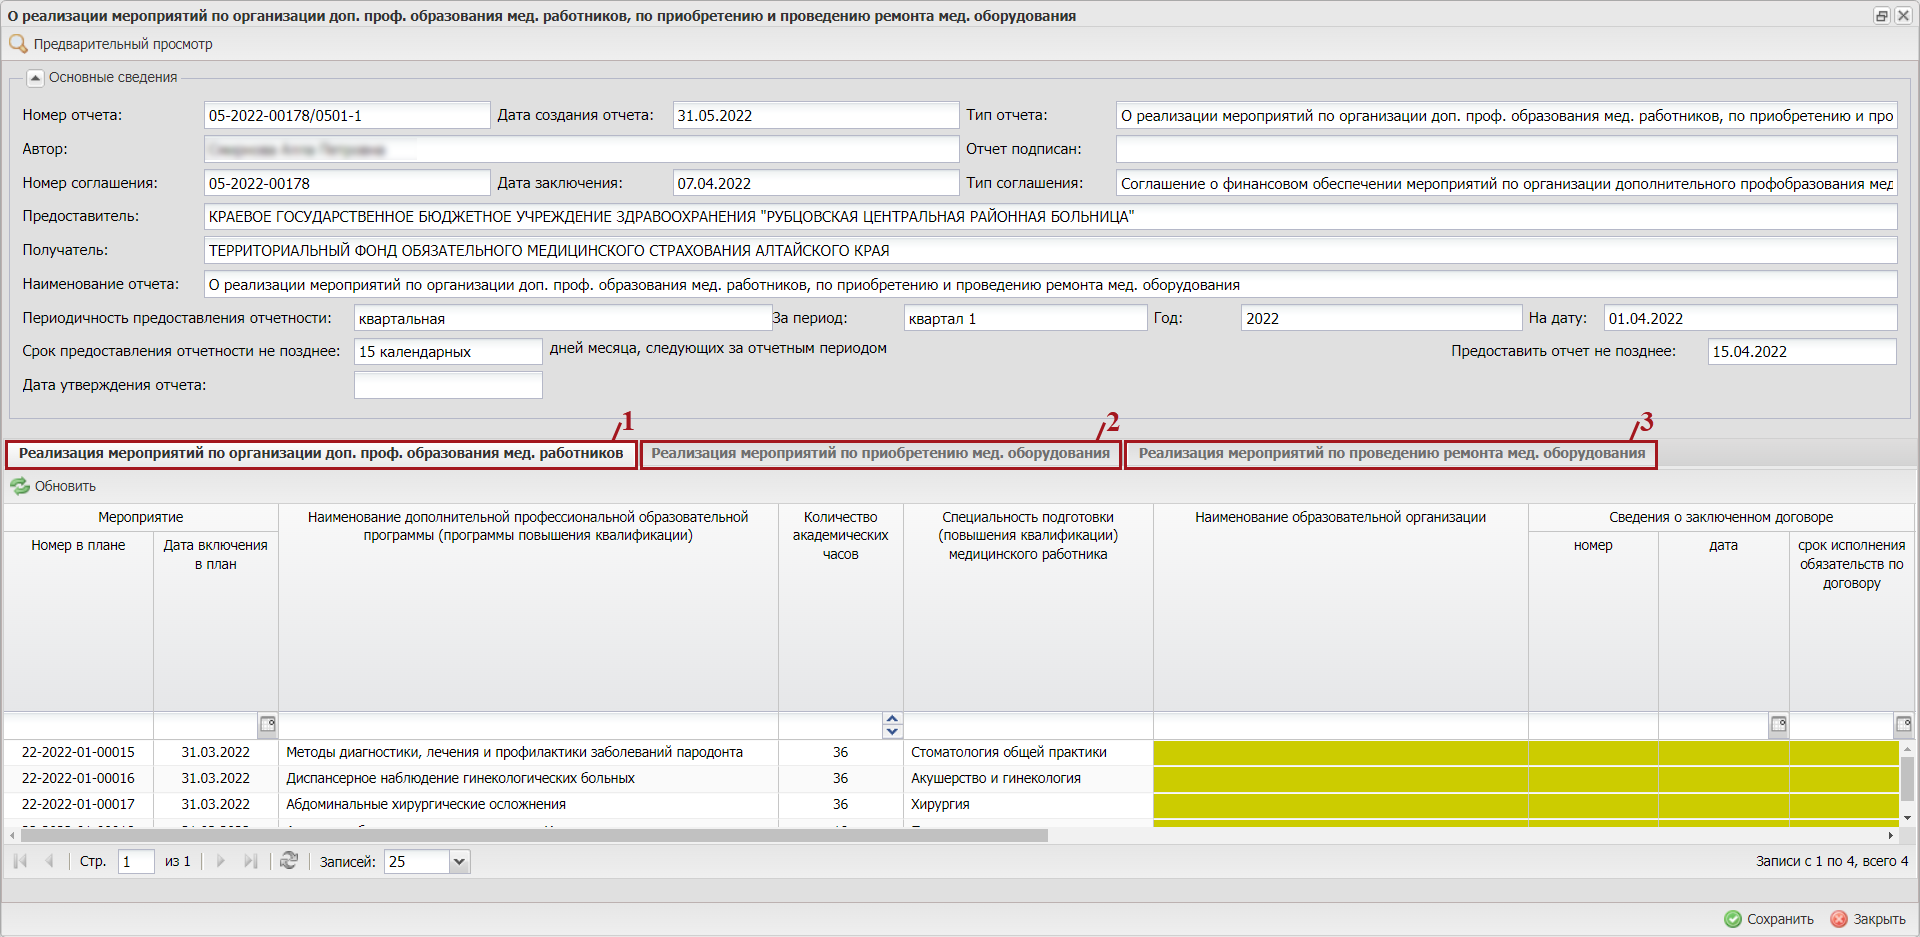 О реализации мероприятий по организации доп. проф. образования мед. работников, по приобретению и проведению ремонта мед. оборудования
Предварительный просмотр
Основные сведения
Номер отчета: 05-2022-00178/0501-1 Дата создания отчета: 31.05.2022 Тип отчета: О реализации мероприятий по организации доп. проф. образования мед. работников, по приобретению и про
Автор: Отчет подписан:
Номер соглашения: 05-2022-00178 Дата заключения: 07.04.2022 Тип соглашения: Соглашение о финансовом обеспечении мероприятий по организации дополнительного профобразования мед
Предоставитель: КРАЕВОЕ ГОСУДАРСТВЕННОЕ БЮДЖЕТНОЕ УЧРЕЖДЕНИЕ ЗДРАВООХРАНЕНИЯ "РУБЦОВСКАЯ ЦЕНТРАЛЬНАЯ РАЙОННАЯ БОЛЬНИЦА"
Получатель: ТЕРРИТОРИАЛЬНЫЙ ФОНД ОБЯЗАТЕЛЬНОГО МЕДИЦИНСКОГО СТРАХОВАНИЯ АЛТАЙСКОГО КРАЯ
Наименование отчета: О реализации мероприятий по организации доп. проф. образования мед. работников, по приобретению и проведению ремонта мед. оборудования
Периодичность предоставления отчетности: квартальная За период: квартал 1 Год: 2022 На дату: 01.04.2022
Срок предоставления отчетности не позднее: 15 календарных дней месяца, следующих за отчетным периодом Предоставить отчет не позднее: 15.04.2022
Дата утверждения отчета:
1 2 3
Реализация мероприятий по организации доп. проф. образования мед. работников Реализация мероприятий по приобретению мед. оборудования Реализация мероприятий по проведению ремонта мед. оборудования
Обновить
Мероприятие
Номер в плане
Дата включения
в план
Наименование дополнительной профессиональной образовательной
программы (программы повышения квалификации)
Количество
академических
часов
Специальность подготовки
(повышения квалификации)
медицинского работника
Наименование образовательной организации
Сведения о заключенном договоре
номер
дата
срок исполнения
обязательств по
договору
22-2022-01-00015 31.03.2022 Методы диагностики, лечения и профилактики заболеваний пародонта 36 Стоматология общей практики
22-2022-01-00016 31.03.2022 Диспансерное наблюдение гинекологических больных 36 Акушерство и гинекология
22-2022-01-00017 31.03.2022 Абдоминальные хирургические осложнения 36 Хирургия
Стр. 1 из 1 Записей: 25 Записи с 1 по 4, всего 4
Сохранить Закрыть